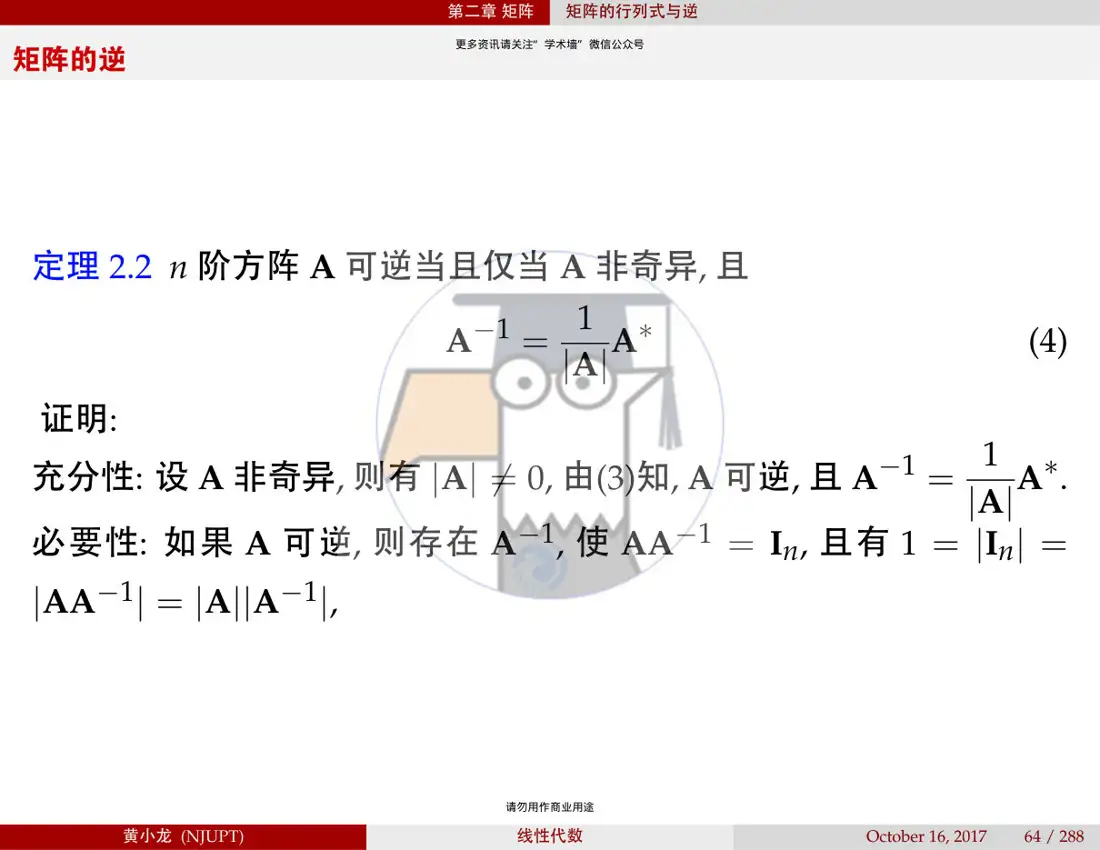 第二章 矩阵 矩阵的行列式与逆
更多资讯请关注“学术墙”微信公众号
矩阵的逆
定理 2.2 n 阶方阵 A 可逆当且仅当 A 非奇异, 且
A⁻¹ = 1/|A| A* (4)
证明:
充分性: 设 A 非奇异, 则有 |A| ≠ 0, 由(3)知, A 可逆, 且 A⁻¹ = 1/|A| A*.
必要性: 如果 A 可逆, 则存在 A⁻¹, 使 AA⁻¹ = Iₙ, 且有 1 = |Iₙ| =
|AA⁻¹| = |A||A⁻¹|,
请勿用作商业用途
黄小龙 (NJUPT) 线性代数 October 16, 2017 64 / 288